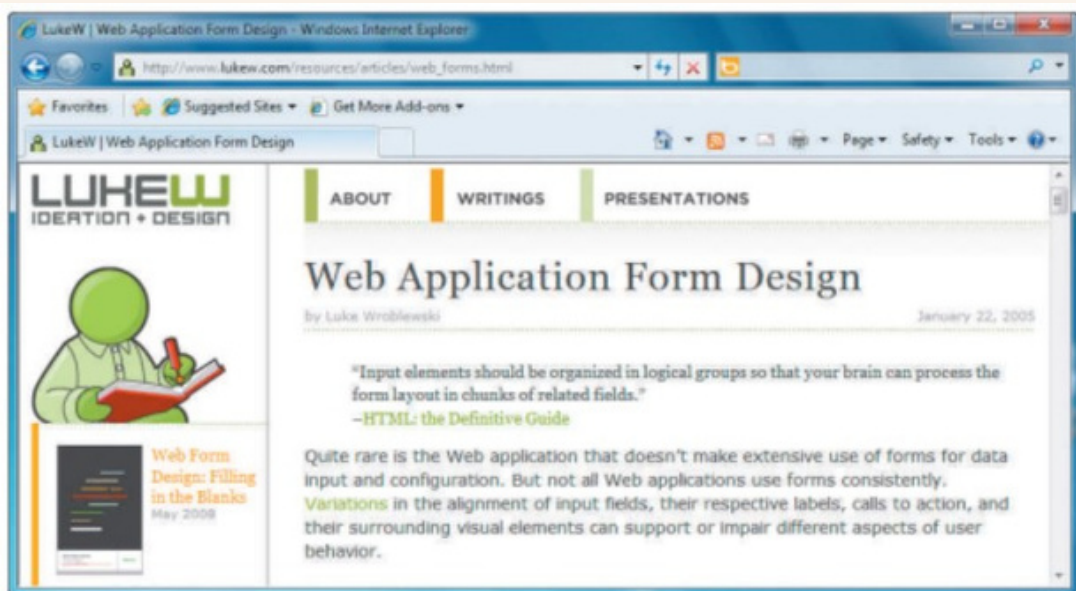 LukeW | Web Application Form Design - Windows Internet Explorer
http://www.lukew.com/resources/articles/web_forms.html
Favorites Suggested Sites Get More Add-ons
LukeW | Web Application Form Design
Page Safety Tools
LUKEW
IDEATION + DESIGN
ABOUT WRITINGS PRESENTATIONS
Web Application Form Design
by Luke Wroblewski January 22, 2005
"Input elements should be organized in logical groups so that your brain can process the
form layout in chunks of related fields."
–HTML: the Definitive Guide
Quite rare is the Web application that doesn't make extensive use of forms for data
input and configuration. But not all Web applications use forms consistently.
Variations in the alignment of input fields, their respective labels, calls to action, and
their surrounding visual elements can support or impair different aspects of user
behavior.
Web Form
Design: Filling
in the Blanks
May 2008